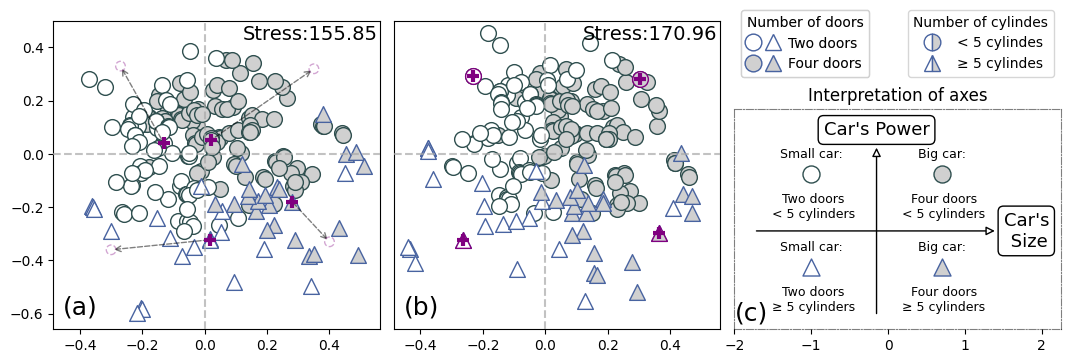 Stress:155.85
0.4
0.2
0.0
−0.2
−0.4
−0.6
(a)
−0.4 −0.2 0.0 0.2 0.4
Stress:170.96
(b)
−0.4 −0.2 0.0 0.2 0.4
Number of doors
Two doors
Four doors
Number of cylindes
< 5 cylindes
≥ 5 cylindes
Interpretation of axes
Car's Power
Small car: Big car:
Two doors Four doors
< 5 cylinders < 5 cylinders
Car's
Size
Small car: Big car:
Two doors Four doors
≥ 5 cylinders ≥ 5 cylinders
(c)
−2 −1 0 1 2